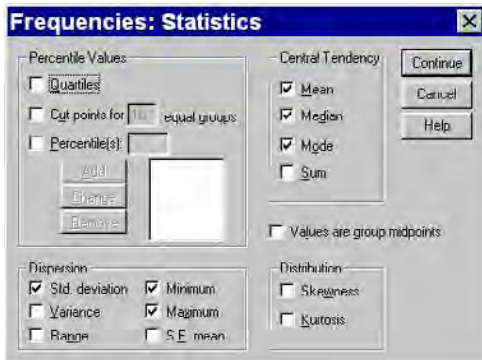 Frequencies: Statistics
Percentile Values
Quartiles
Cut points for 10 equal groups
Percentile(s):
Add
Change
Remove
Central Tendency
Mean
Median
Mode
Sum
Continue
Cancel
Help
Values are group midpoints
Dispersion
Std. deviation
Minimum
Variance
Maximum
Range
S.E. mean
Distribution
Skewness
Kurtosis